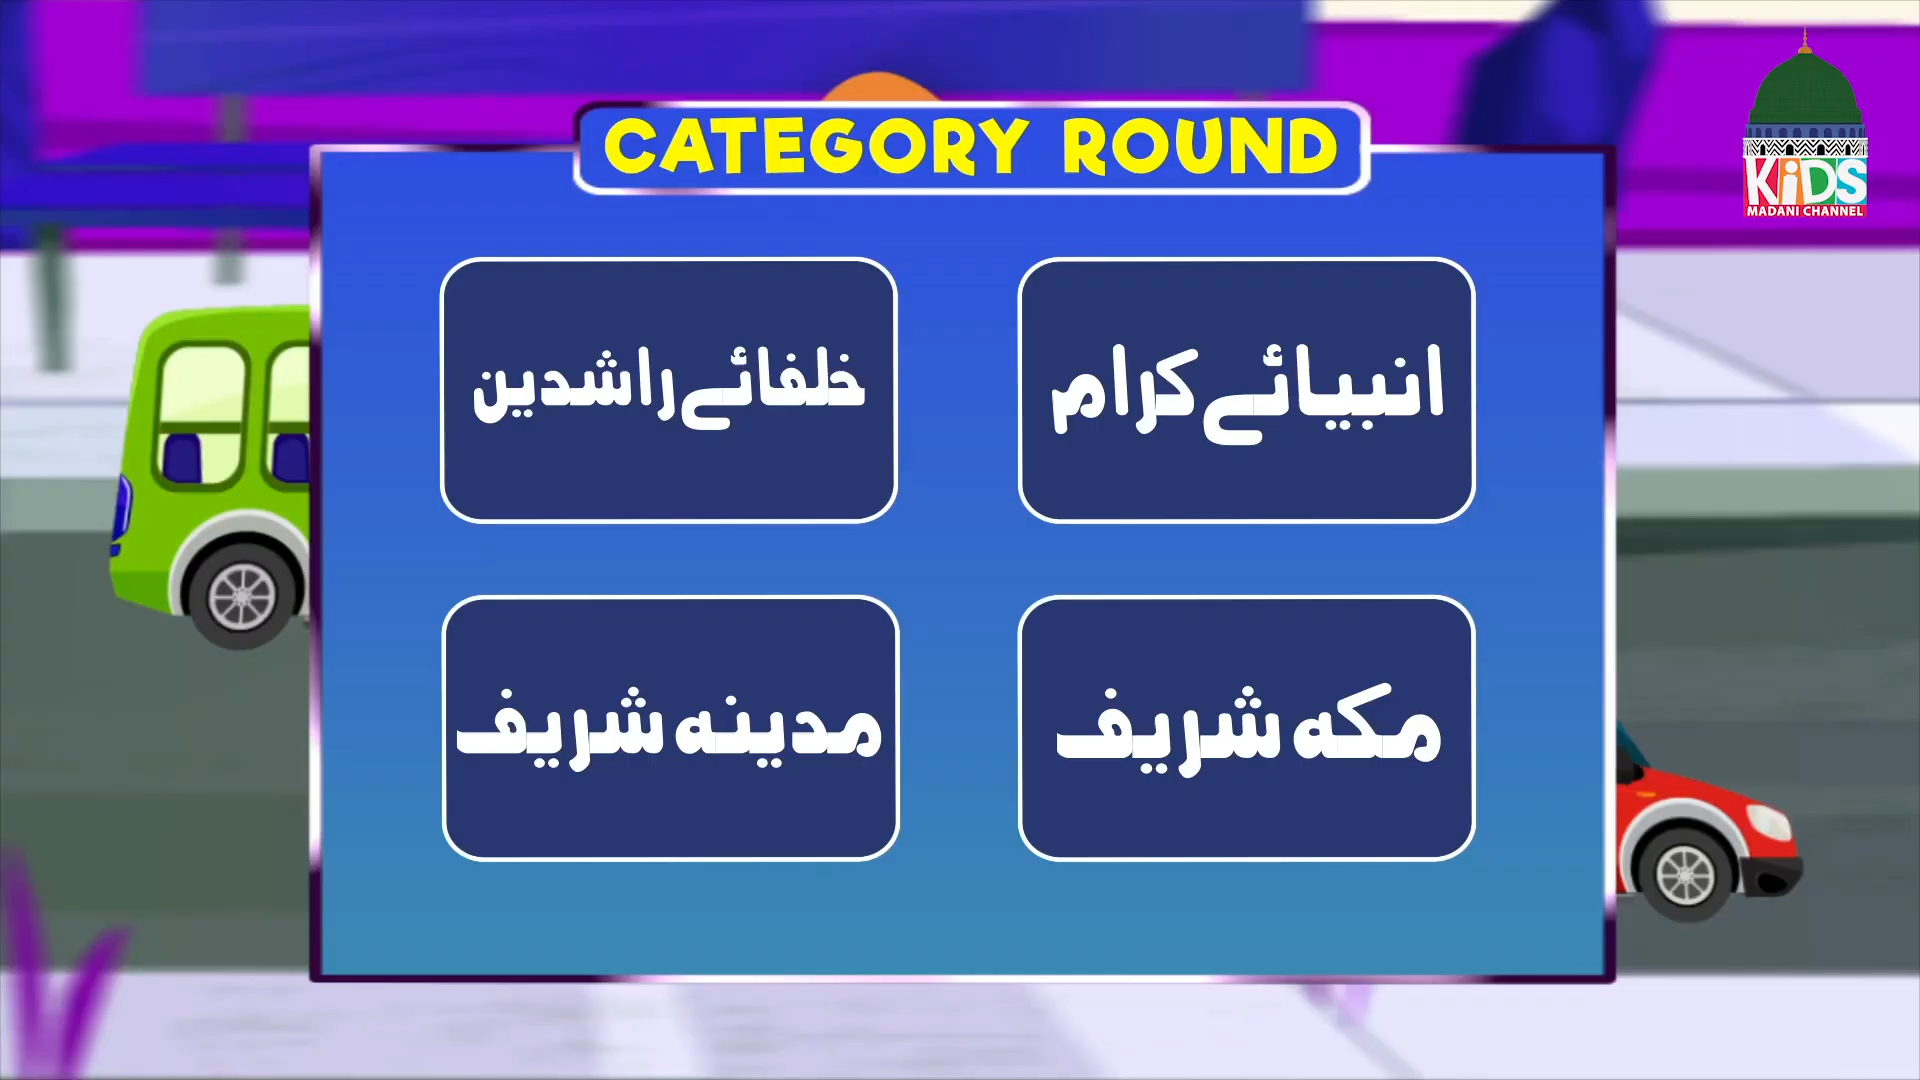 CATEGORY ROUND
انبیائے کرام
خلفائے راشدین
مکہ شریف
مدینہ شریف
KiDS
MADANI CHANNEL